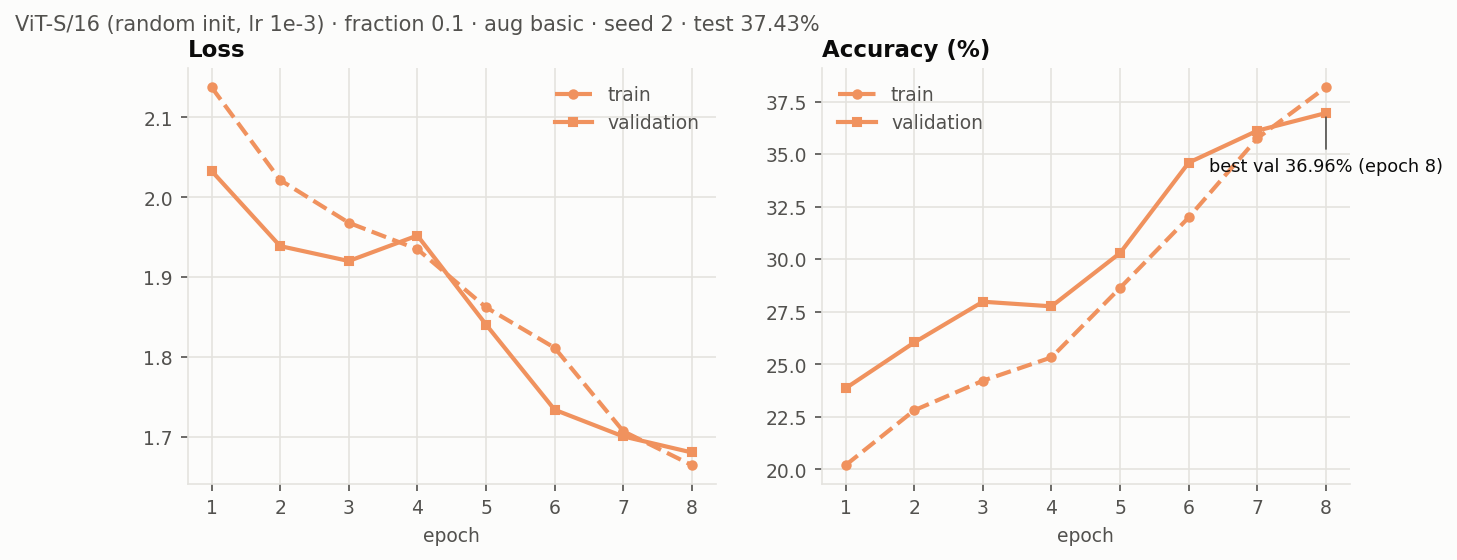 ViT-S/16 (random init, lr 1e-3) · fraction 0.1 · aug basic · seed 2 · test 37.43%
Loss
train
validation
2.1
2.0
1.9
1.8
1.7
1 2 3 4 5 6 7 8
epoch
Accuracy (%)
train
validation
best val 36.96% (epoch 8)
37.5
35.0
32.5
30.0
27.5
25.0
22.5
20.0
1 2 3 4 5 6 7 8
epoch